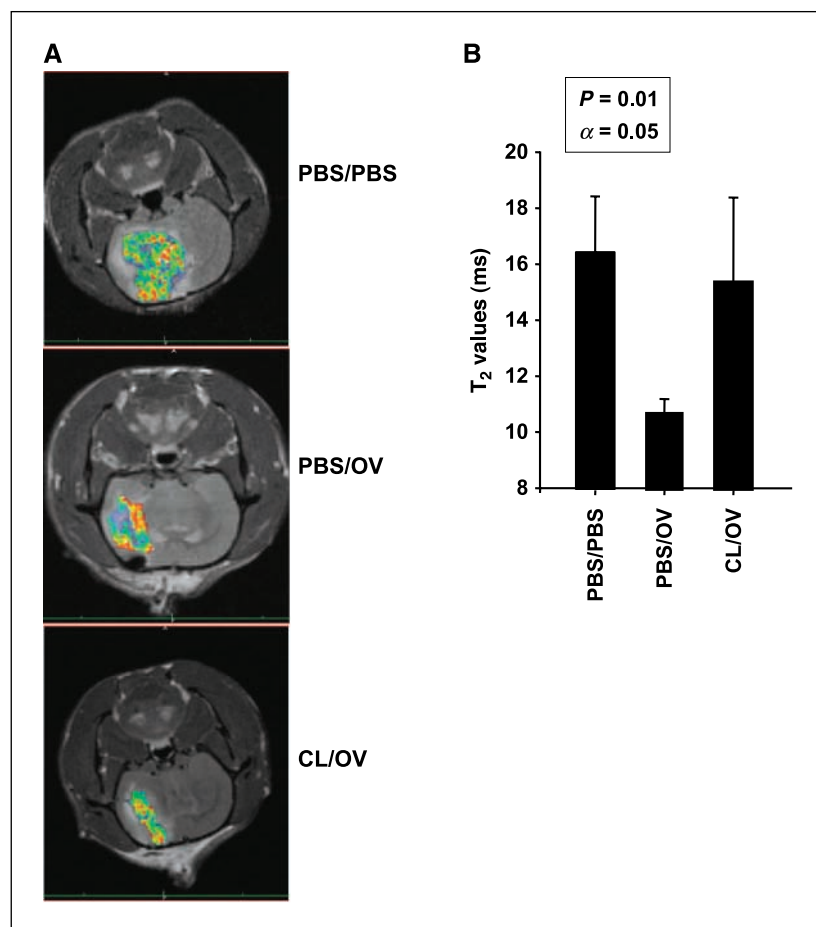 A
PBS/PBS
PBS/OV
CL/OV
B
P = 0.01
α = 0.05
T₂ values (ms)
20
18
16
14
12
10
8
PBS/PBS
PBS/OV
CL/OV